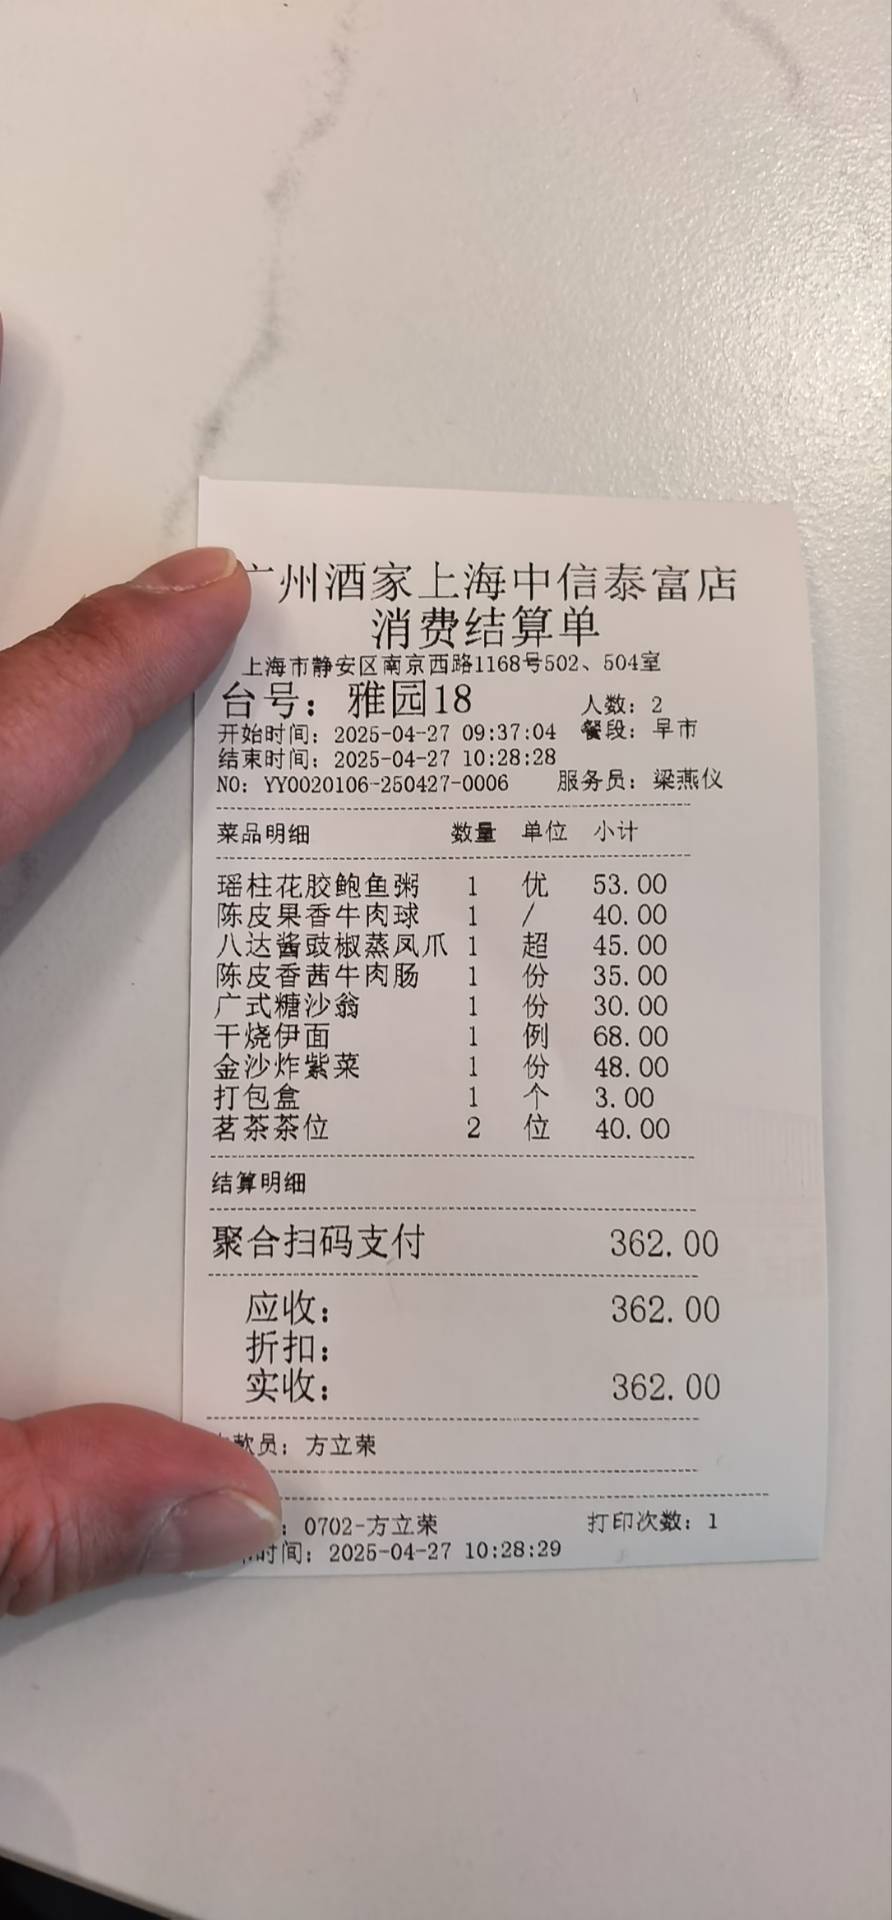 广州酒家上海中信泰富店
消费结算单
上海市静安区南京西路1168号502、504室
台号：雅园18 人数：2
开始时间：2025-04-27 09:37:04 餐段：早市
结束时间：2025-04-27 10:28:28
NO: YY0020106-250427-0006 服务员：梁燕仪
菜品明细 数量 单位 小计
瑶柱花胶鲍鱼粥 1 优 53.00
陈皮果香牛肉球 1 / 40.00
八达酱豉椒蒸凤爪 1 超 45.00
陈皮香茜牛肉肠 1 份 35.00
广式糖沙翁 1 份 30.00
干烧伊面 1 例 68.00
金沙炸紫菜 1 份 48.00
打包盒 1 个 3.00
茗茶茶位 2 位 40.00
结算明细
聚合扫码支付 362.00
应收： 362.00
折扣：
实收： 362.00
款员：方立荣
：0702-方立荣 打印次数：1
时间：2025-04-27 10:28:29